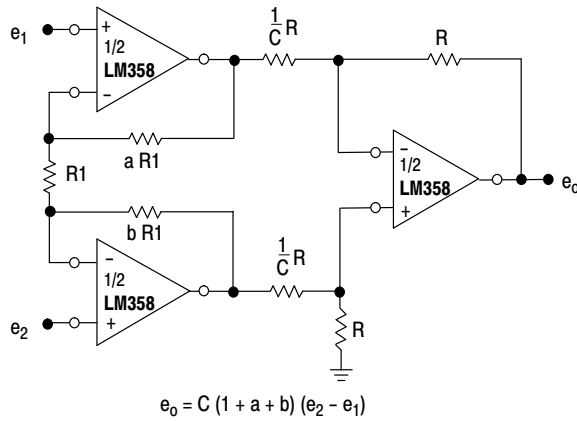 e1
+
1/2
LM358
−
1/C R
R
a R1
R1
b R1
−
1/2
LM358
+
eo
−
1/2
LM358
+
e2
1/C R
R
eo = C (1 + a + b) (e2 − e1)